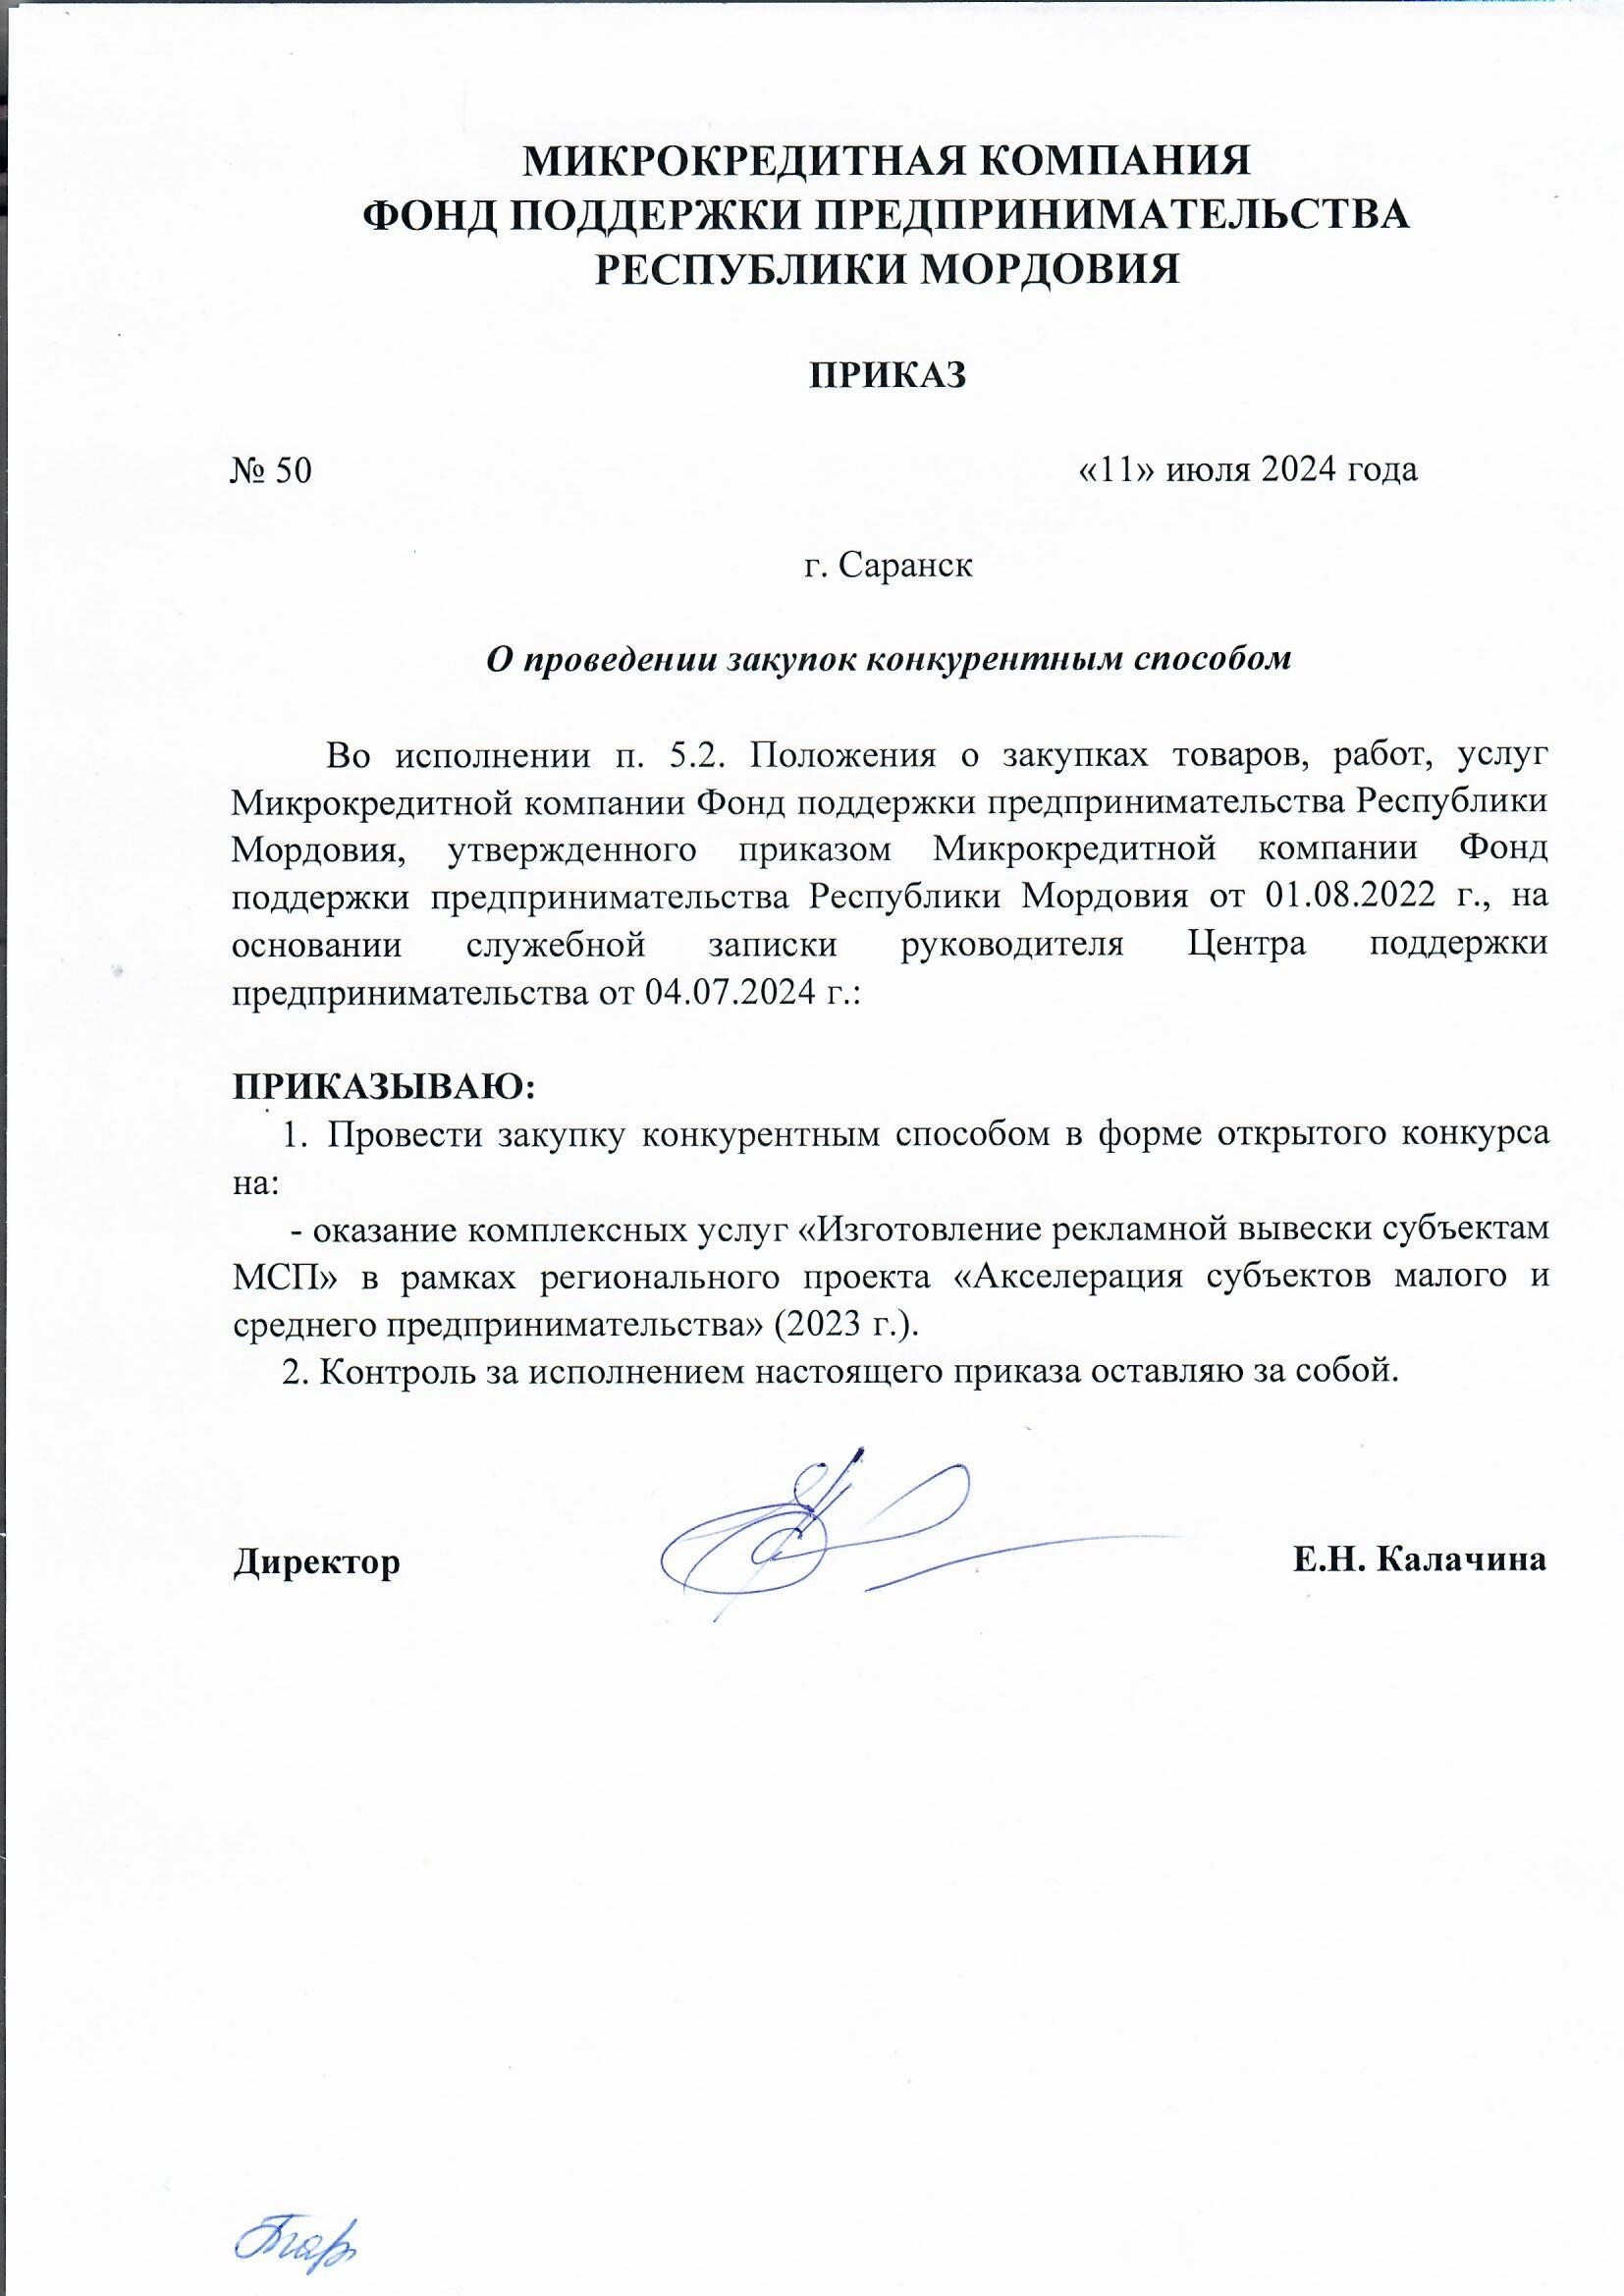 МИКРОКРЕДИТНАЯ КОМПАНИЯ
ФОНД ПОДДЕРЖКИ ПРЕДПРИНИМАТЕЛЬСТВА
РЕСПУБЛИКИ МОРДОВИЯ
ПРИКАЗ
№ 50 «11» июля 2024 года
г. Саранск
О проведении закупок конкурентным способом
Во исполнении п. 5.2. Положения о закупках товаров, работ, услуг
Микрокредитной компании Фонд поддержки предпринимательства Республики
Мордовия, утвержденного приказом Микрокредитной компании Фонд
поддержки предпринимательства Республики Мордовия от 01.08.2022 г., на
основании служебной записки руководителя Центра поддержки
предпринимательства от 04.07.2024 г.:
ПРИКАЗЫВАЮ:
1. Провести закупку конкурентным способом в форме открытого конкурса
на:
- оказание комплексных услуг «Изготовление рекламной вывески субъектам
МСП» в рамках регионального проекта «Акселерация субъектов малого и
среднего предпринимательства» (2023 г.).
2. Контроль за исполнением настоящего приказа оставляю за собой.
Директор Е.Н. Калачина